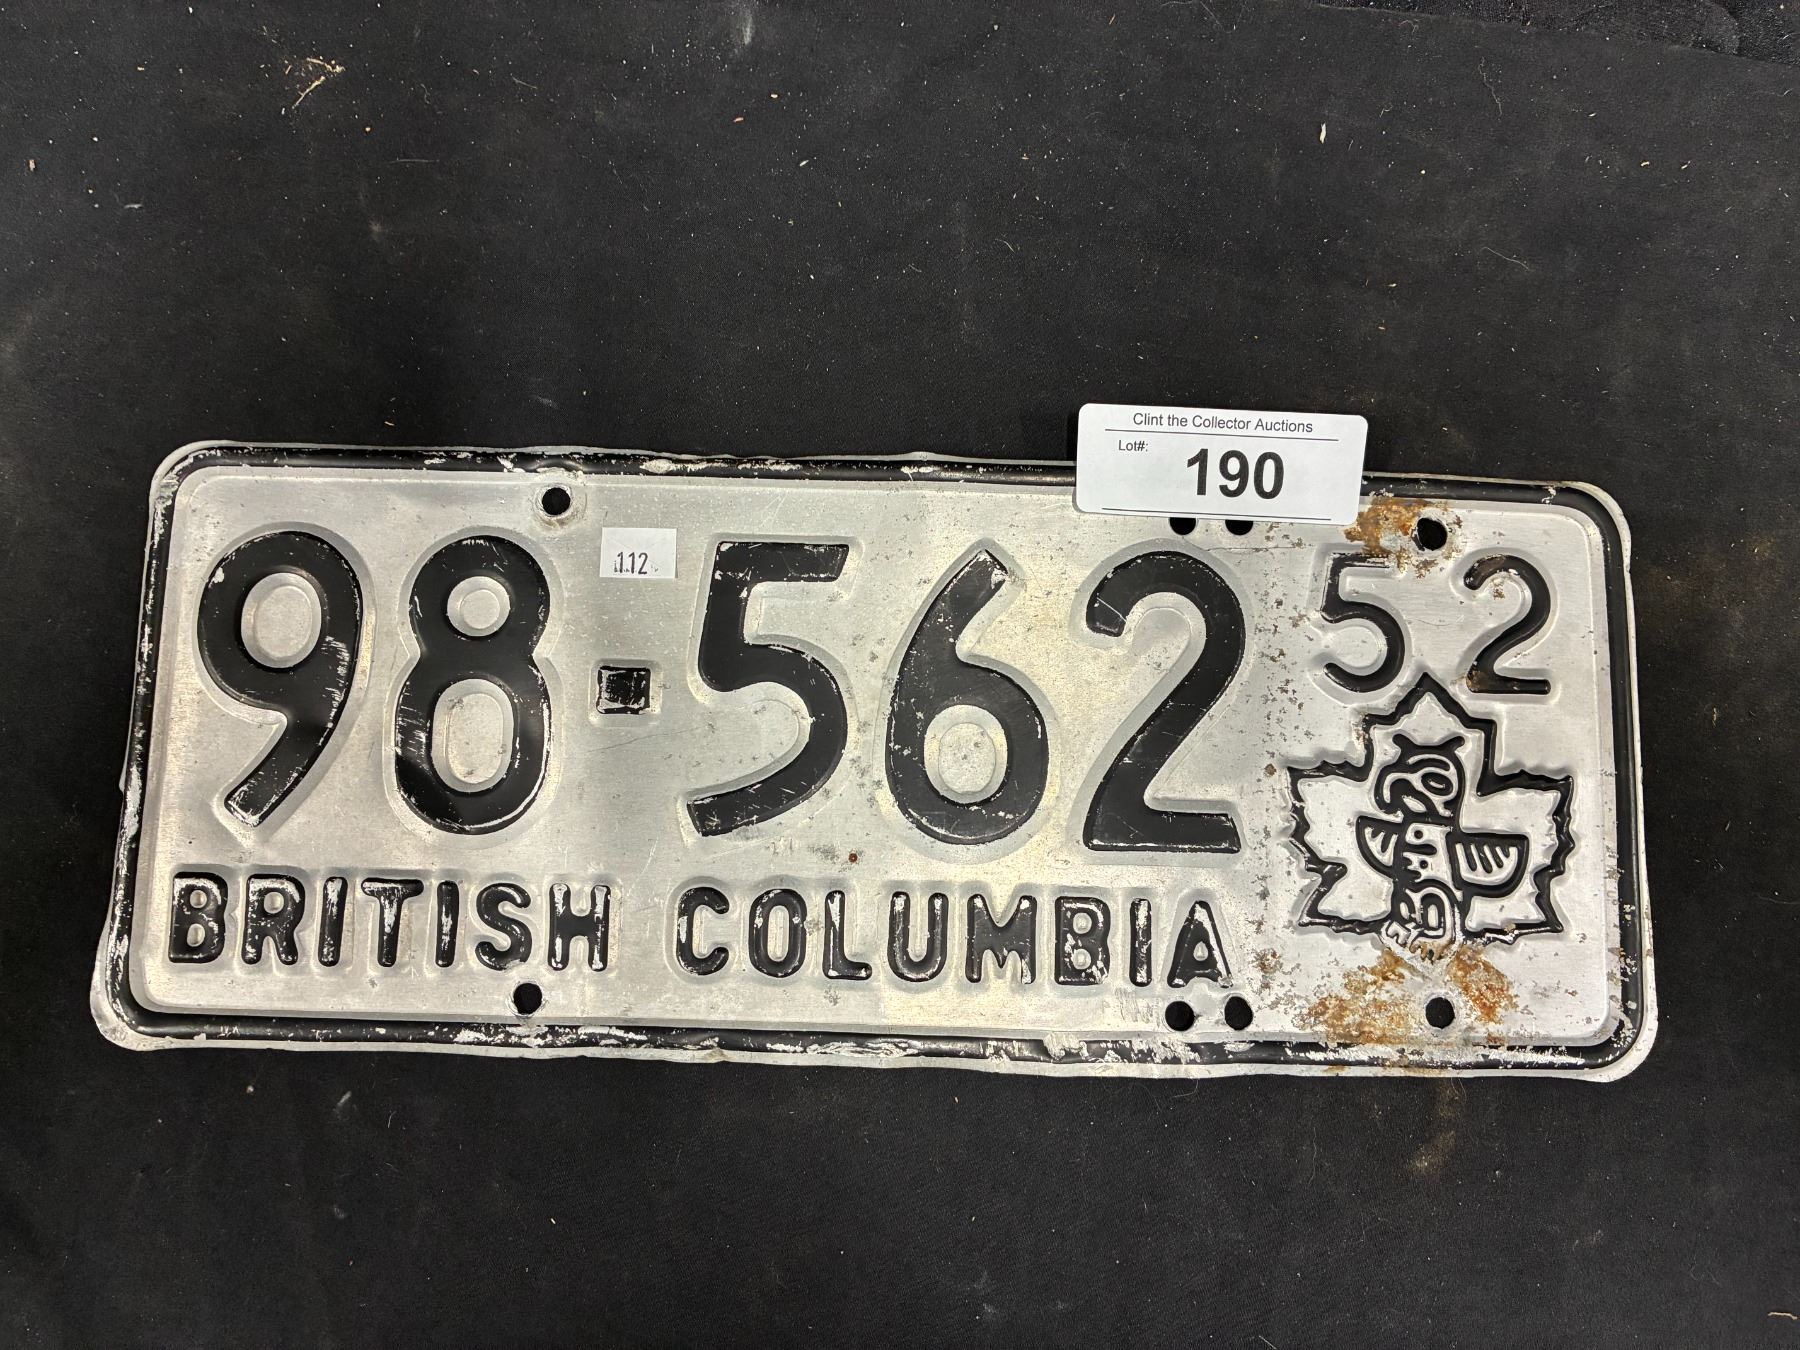 Clint the Collector Auctions
Lot#:
190
112
98-562
52
BRITISH COLUMBIA